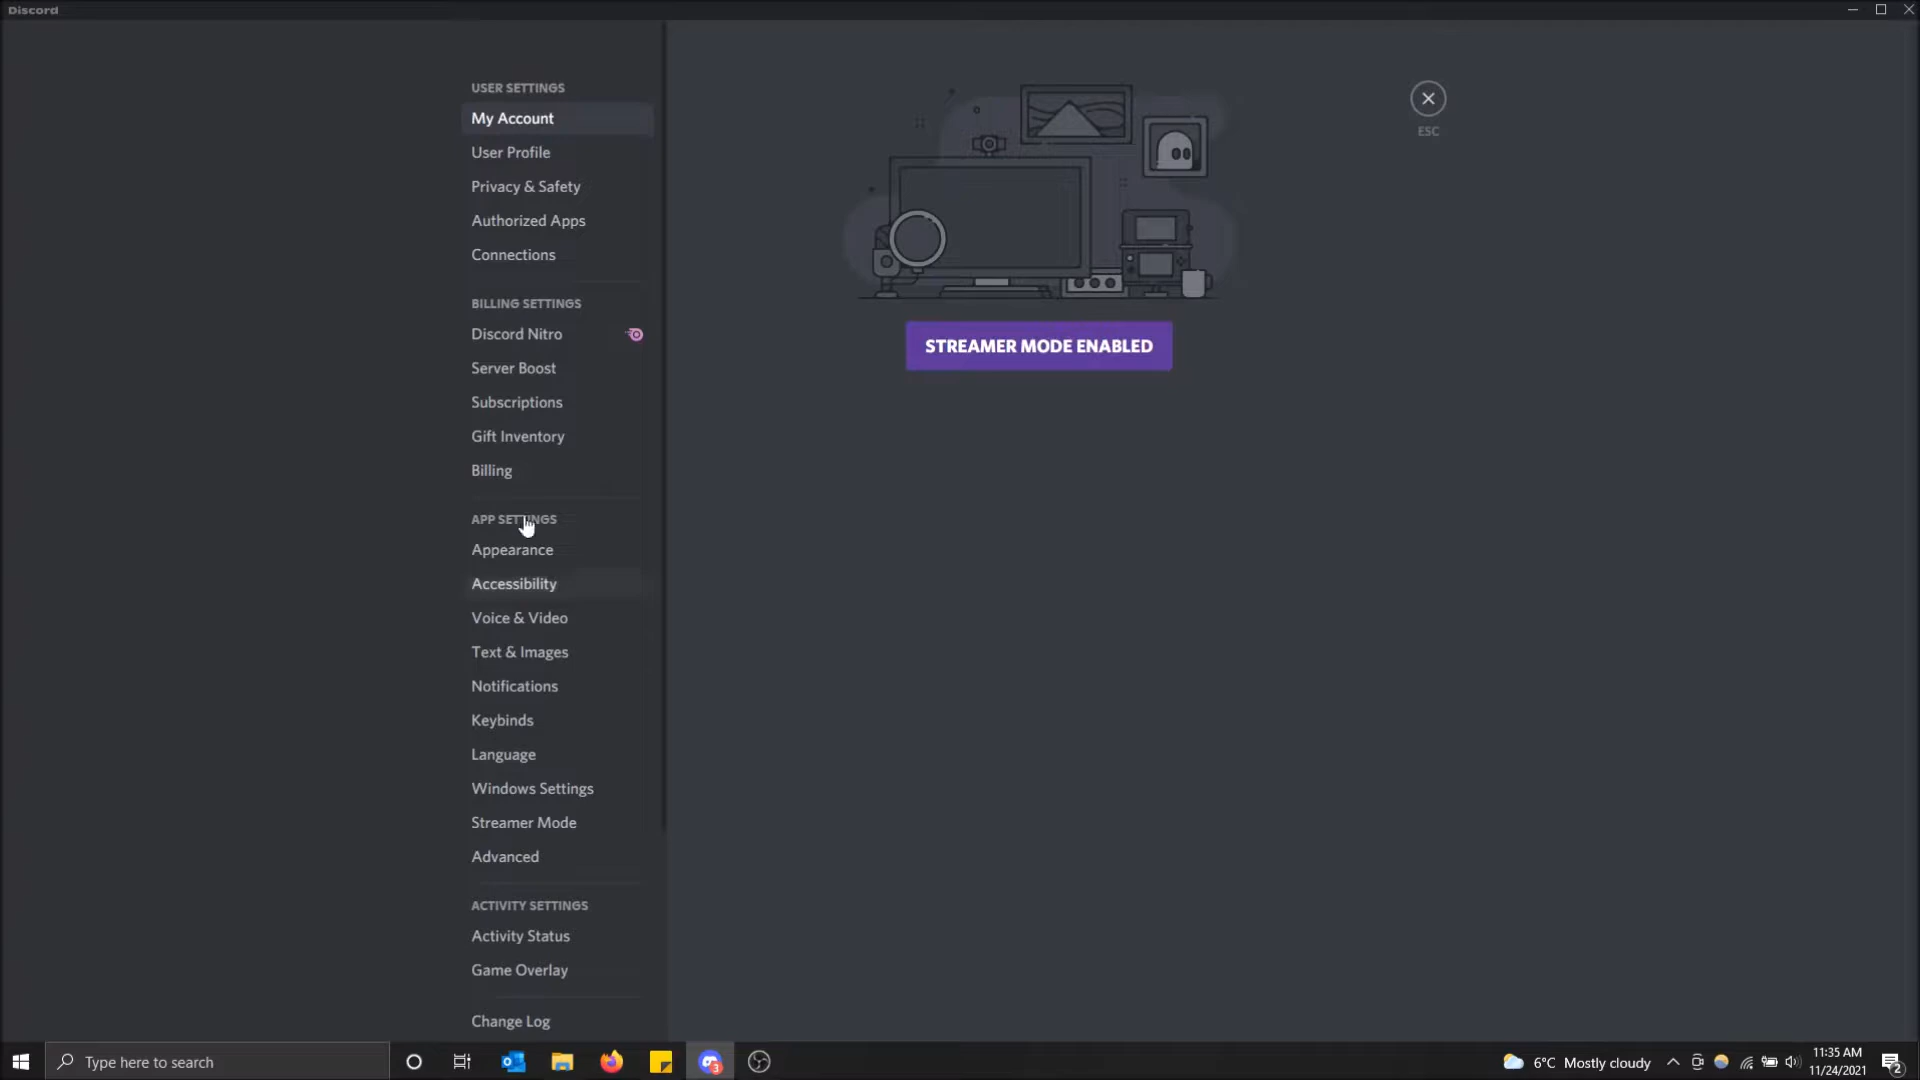 Discord
USER SETTINGS
My Account
User Profile
Privacy & Safety
Authorized Apps
Connections
BILLING SETTINGS
Discord Nitro
Server Boost
Subscriptions
Gift Inventory
Billing
APP SETTINGS
Appearance
Accessibility
Voice & Video
Text & Images
Notifications
Keybinds
Language
Windows Settings
Streamer Mode
Advanced
ACTIVITY SETTINGS
Activity Status
Game Overlay
Change Log
ESC
STREAMER MODE ENABLED
Type here to search
3
6°C Mostly cloudy
11:35 AM
11/24/2021
2